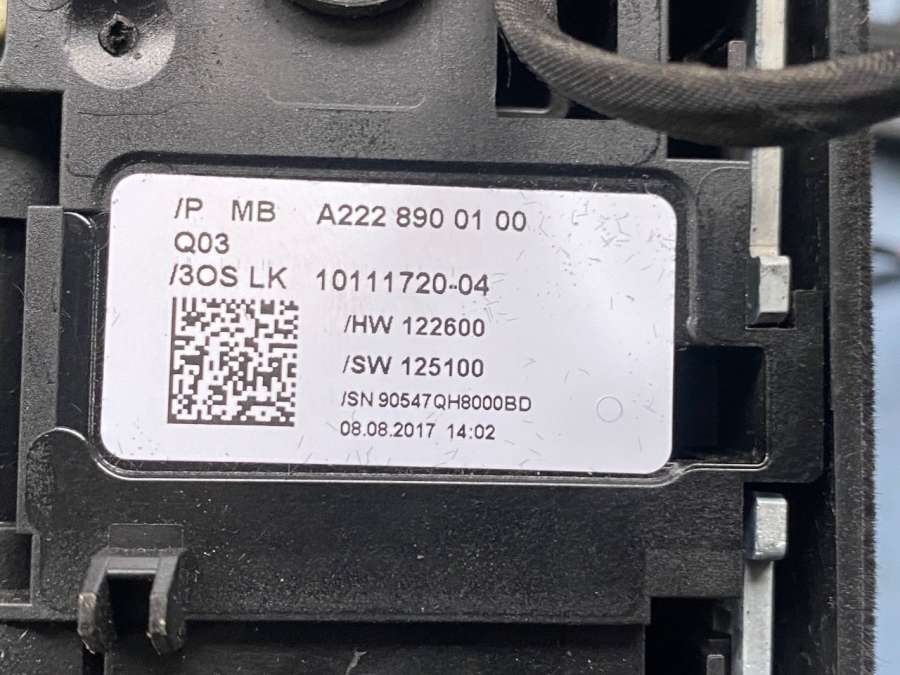 /P MB A222 890 01 00
Q03
/3OS LK 10111720-04
/HW 122600
/SW 125100
/SN 90547QH8000BD
08.08.2017 14:02